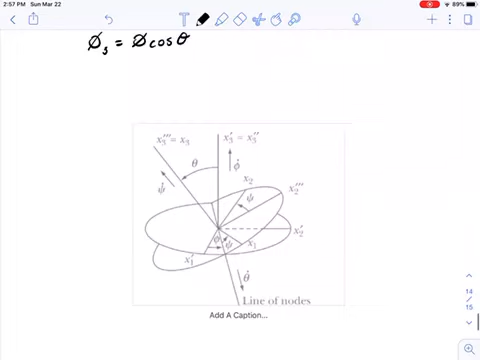 2:57 PM Sun Mar 22
89%
Ø₃ = Ø cos θ
x₃''' = x₃
x₃' = x₃''
θ
ϕ̇
ψ̇
x₂
x₂'''
ψ
x₂'
ϕ
ψ
x₁
x₁'
θ̇
Line of nodes
Add A Caption...
14
/
15